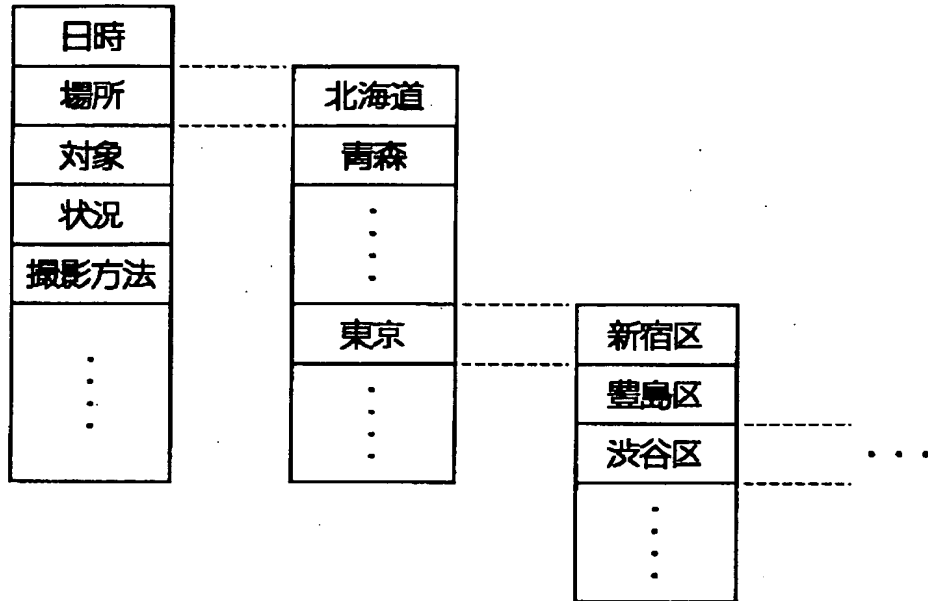 日時
場所
対象
状況
撮影方法
北海道
青森
東京
新宿区
豊島区
渋谷区